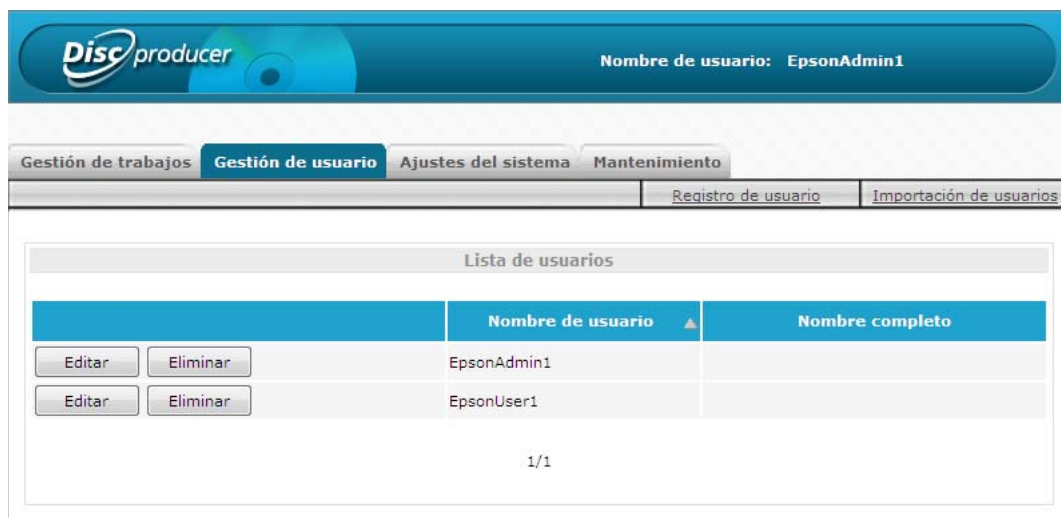 Disc producer
Nombre de usuario: EpsonAdmin1
Gestión de trabajos Gestión de usuario Ajustes del sistema Mantenimiento
Registro de usuario Importación de usuarios
Lista de usuarios
Nombre de usuario Nombre completo
Editar Eliminar EpsonAdmin1
Editar Eliminar EpsonUser1
1/1